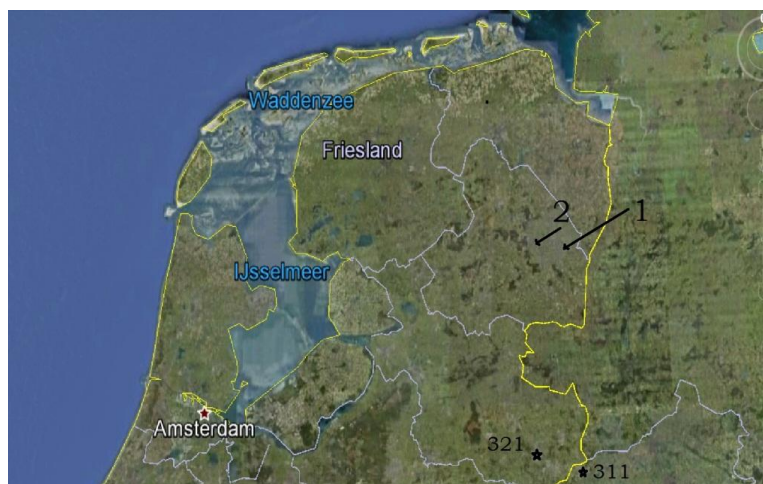 Waddenzee
Friesland
2 1
IJsselmeer
Amsterdam
321
311